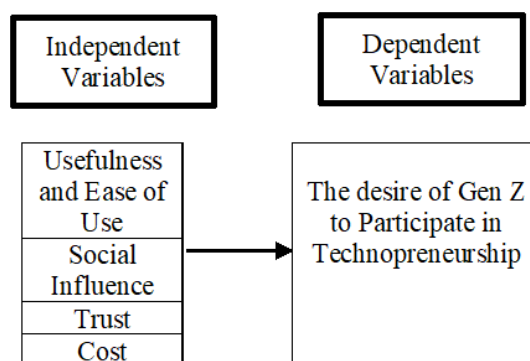 Independent
Variables
Dependent
Variables
Usefulness
and Ease of
Use
Social
Influence
Trust
Cost
The desire of Gen Z
to Participate in
Technopreneurship